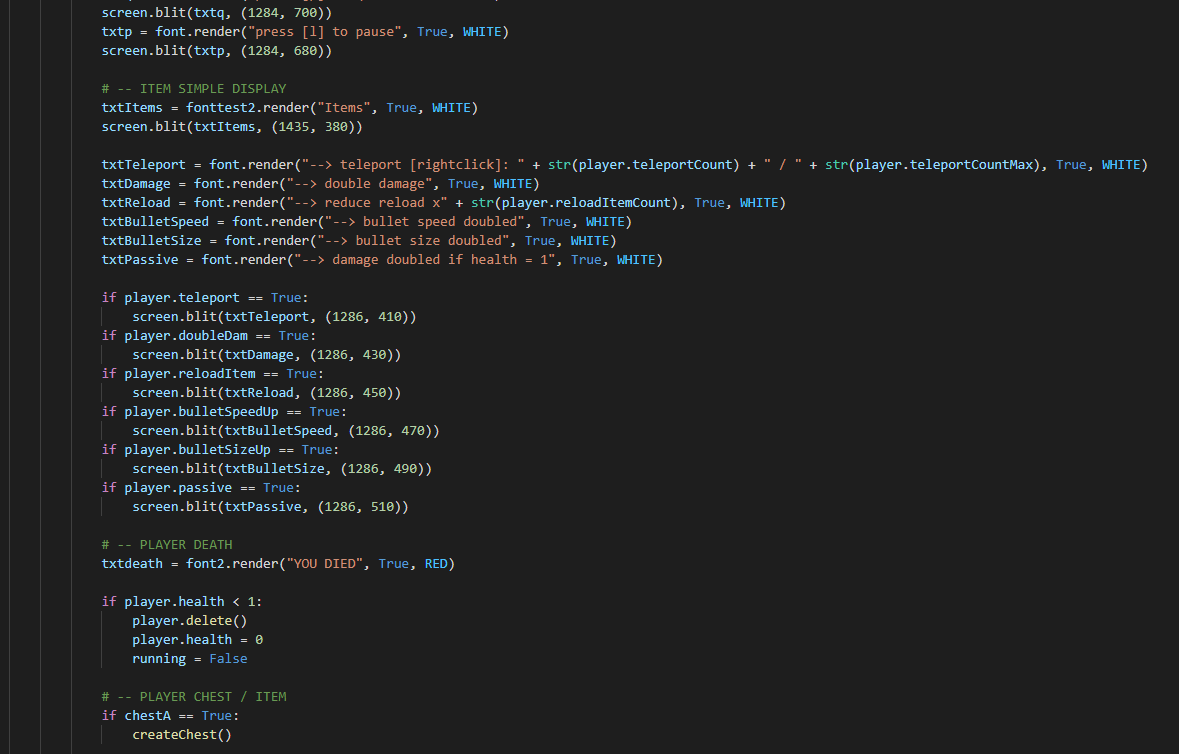 screen.blit(txtq, (1284, 700))
txtp = font.render("press [l] to pause", True, WHITE)
screen.blit(txtp, (1284, 680))
# -- ITEM SIMPLE DISPLAY
txtItems = fonttest2.render("Items", True, WHITE)
screen.blit(txtItems, (1435, 380))
txtTeleport = font.render("--> teleport [rightclick]: " + str(player.teleportCount) + " / " + str(player.teleportCountMax), True, WHITE)
txtDamage = font.render("--> double damage", True, WHITE)
txtReload = font.render("--> reduce reload x" + str(player.reloadItemCount), True, WHITE)
txtBulletSpeed = font.render("--> bullet speed doubled", True, WHITE)
txtBulletSize = font.render("--> bullet size doubled", True, WHITE)
txtPassive = font.render("--> damage doubled if health = 1", True, WHITE)
if player.teleport == True:
    screen.blit(txtTeleport, (1286, 410))
if player.doubleDam == True:
    screen.blit(txtDamage, (1286, 430))
if player.reloadItem == True:
    screen.blit(txtReload, (1286, 450))
if player.bulletSpeedUp == True:
    screen.blit(txtBulletSpeed, (1286, 470))
if player.bulletSizeUp == True:
    screen.blit(txtBulletSize, (1286, 490))
if player.passive == True:
    screen.blit(txtPassive, (1286, 510))
# -- PLAYER DEATH
txtdeath = font2.render("YOU DIED", True, RED)
if player.health < 1:
    player.delete()
    player.health = 0
    running = False
# -- PLAYER CHEST / ITEM
if chestA == True:
    createChest()